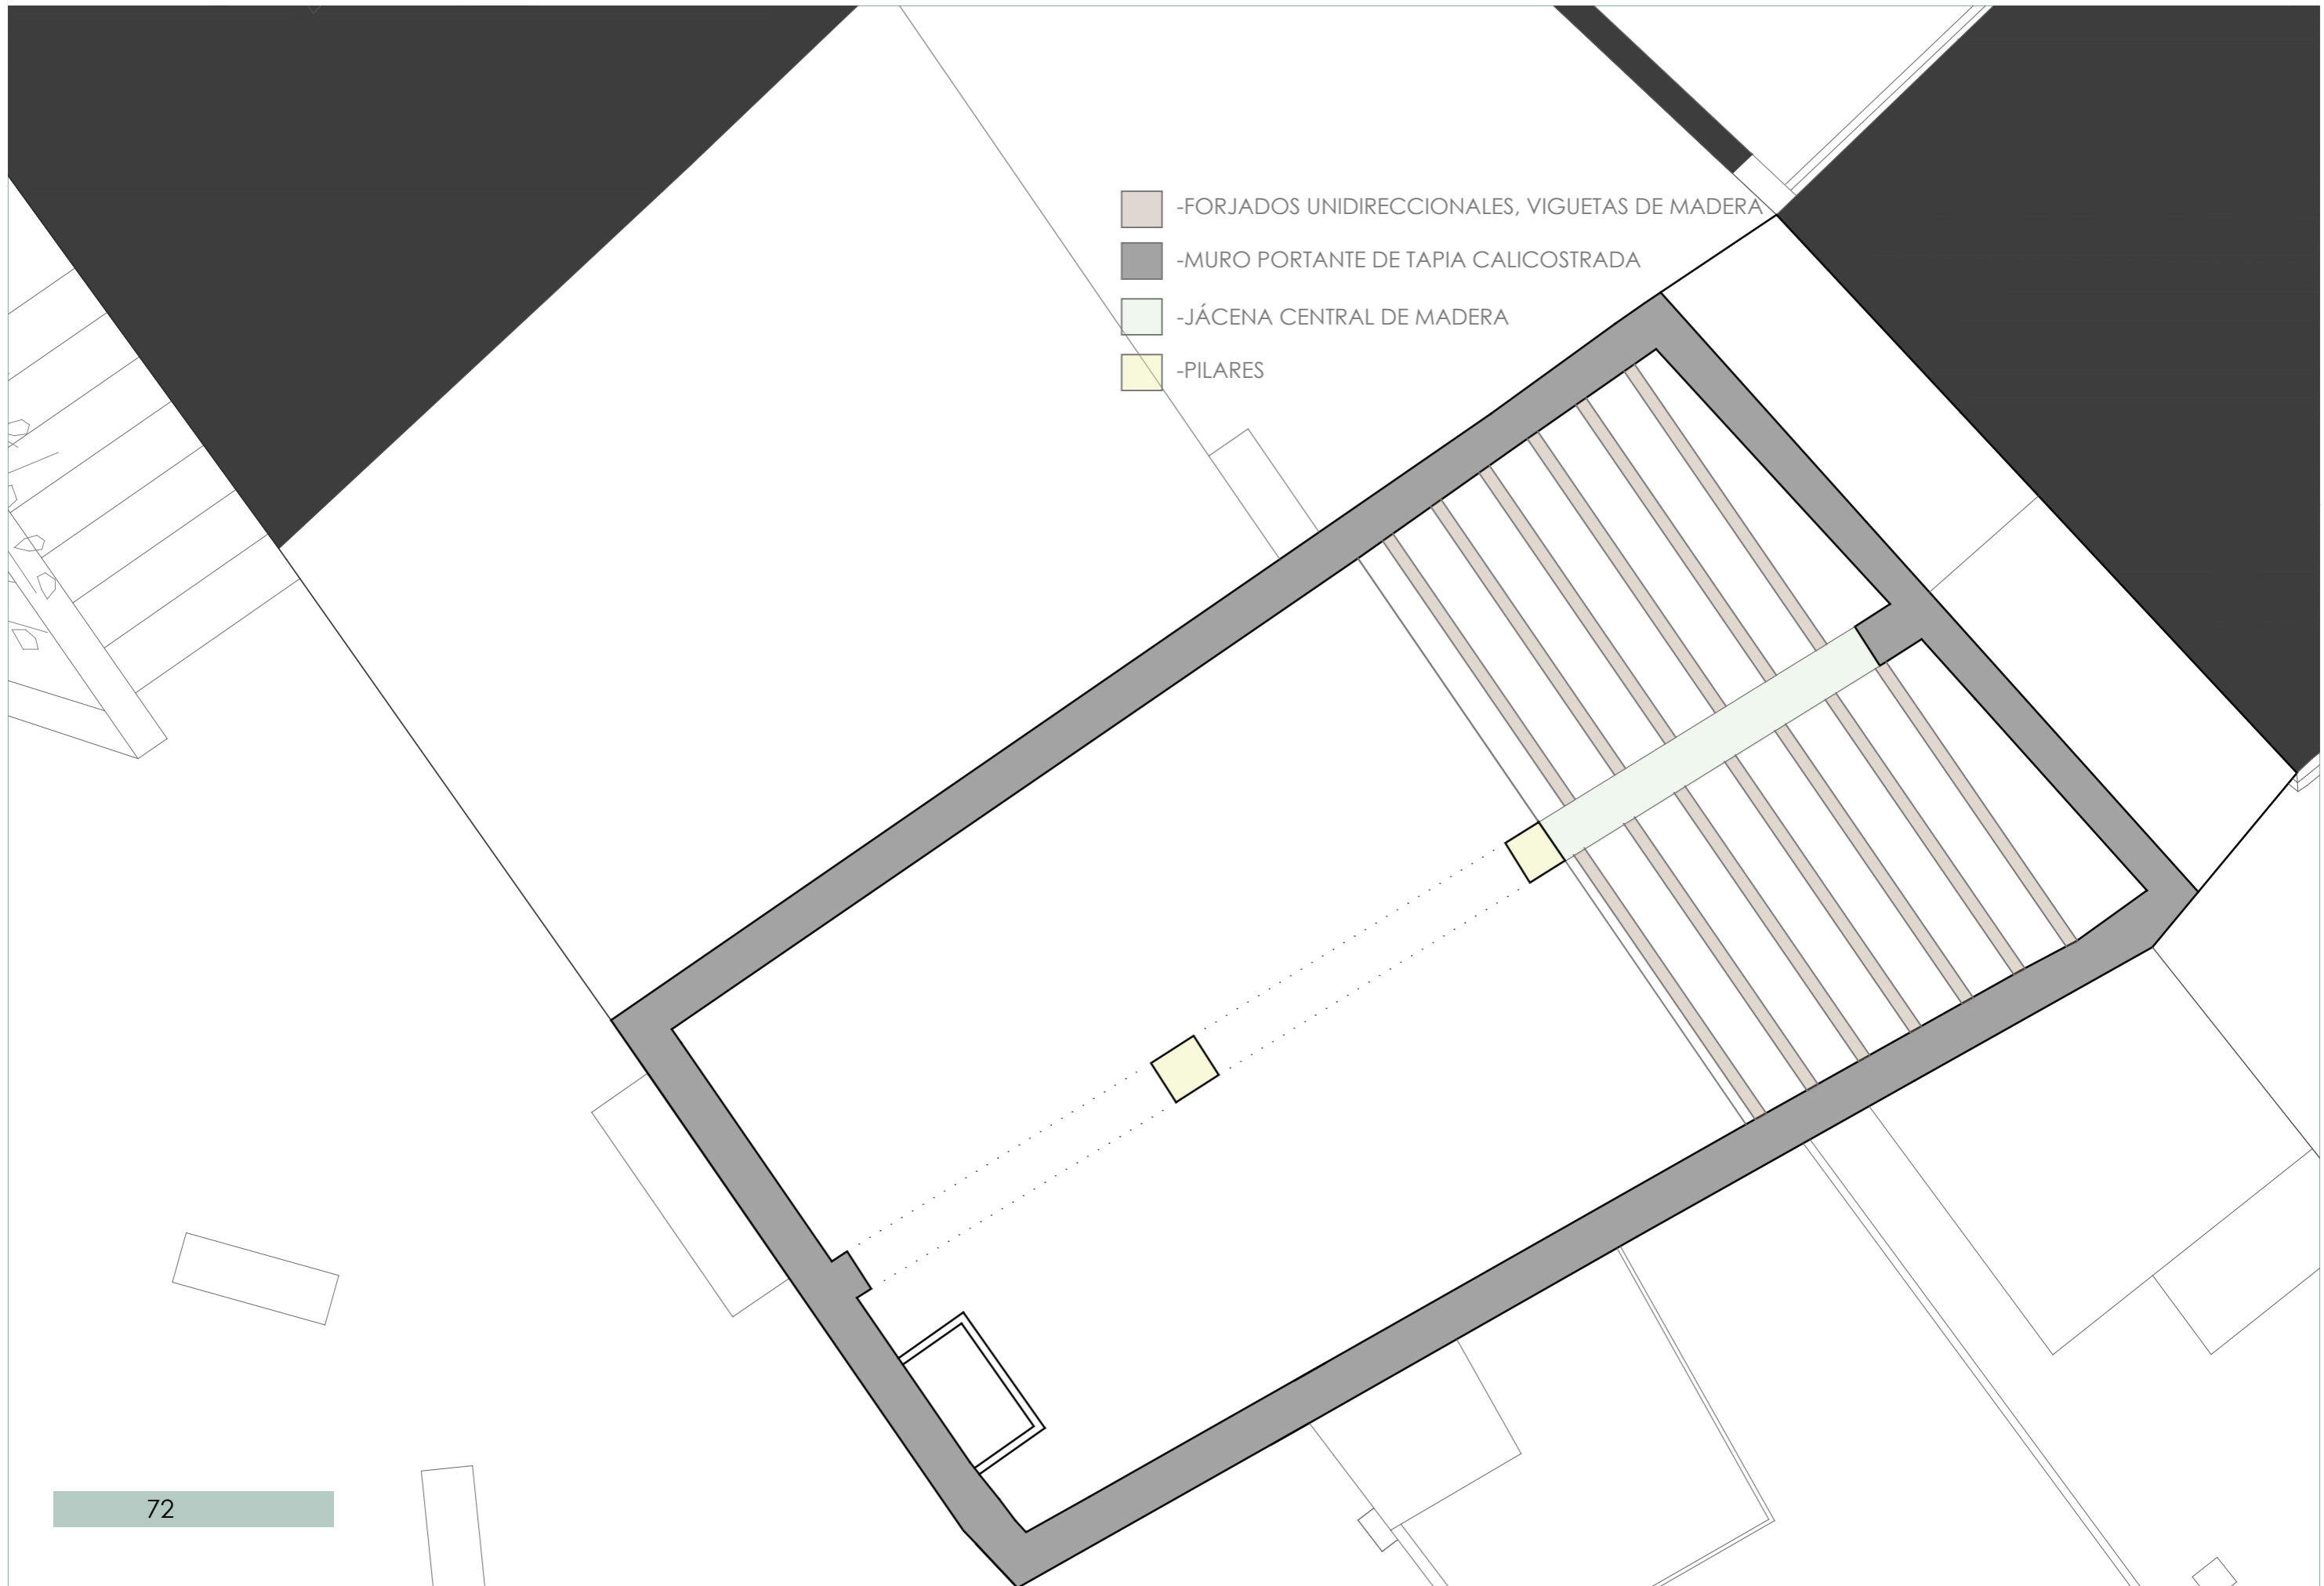 -FORJADOS UNIDIRECCIONALES, VIGUETAS DE MADERA
-MURO PORTANTE DE TAPIA CALICOSTRADA
-JÁCENA CENTRAL DE MADERA
-PILARES
72